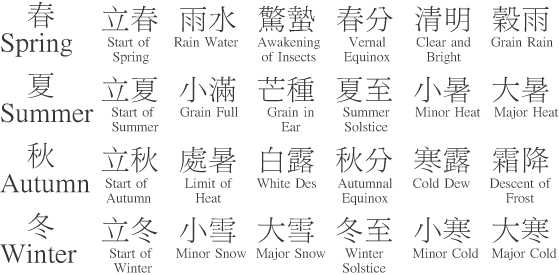 春 立春 雨水 驚蟄 春分 清明 穀雨
Spring Start of Spring Rain Water Awakening of Insects Vernal Equinox Clear and Bright Grain Rain
夏 立夏 小滿 芒種 夏至 小暑 大暑
Summer Start of Summer Grain Full Grain in Ear Summer Solstice Minor Heat Major Heat
秋 立秋 處暑 白露 秋分 寒露 霜降
Autumn Start of Autumn Limit of Heat White Des Autumnal Equinox Cold Dew Descent of Frost
冬 立冬 小雪 大雪 冬至 小寒 大寒
Winter Start of Winter Minor Snow Major Snow Winter Solstice Minor Cold Major Cold